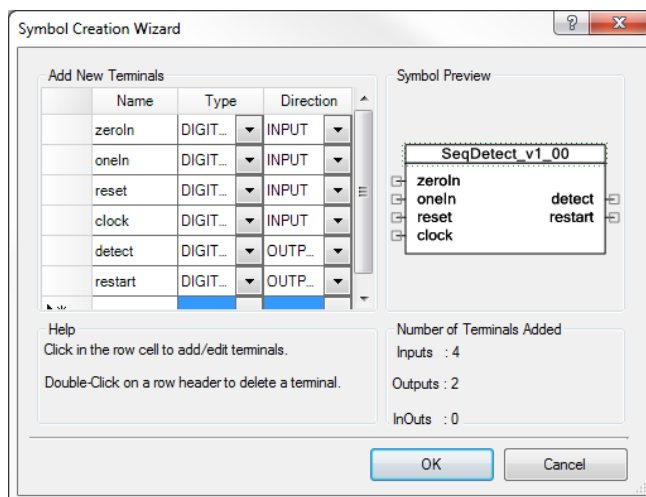 Symbol Creation Wizard
?
Add New Terminals
Name Type Direction
zeroIn DIGIT... INPUT
oneIn DIGIT... INPUT
reset DIGIT... INPUT
clock DIGIT... INPUT
detect DIGIT... OUTP...
restart DIGIT... OUTP...
Symbol Preview
SeqDetect_v1_00
zeroIn
oneIn detect
reset restart
clock
Help
Click in the row cell to add/edit terminals.
Double-Click on a row header to delete a terminal.
Number of Terminals Added
Inputs : 4
Outputs : 2
InOuts : 0
OK
Cancel